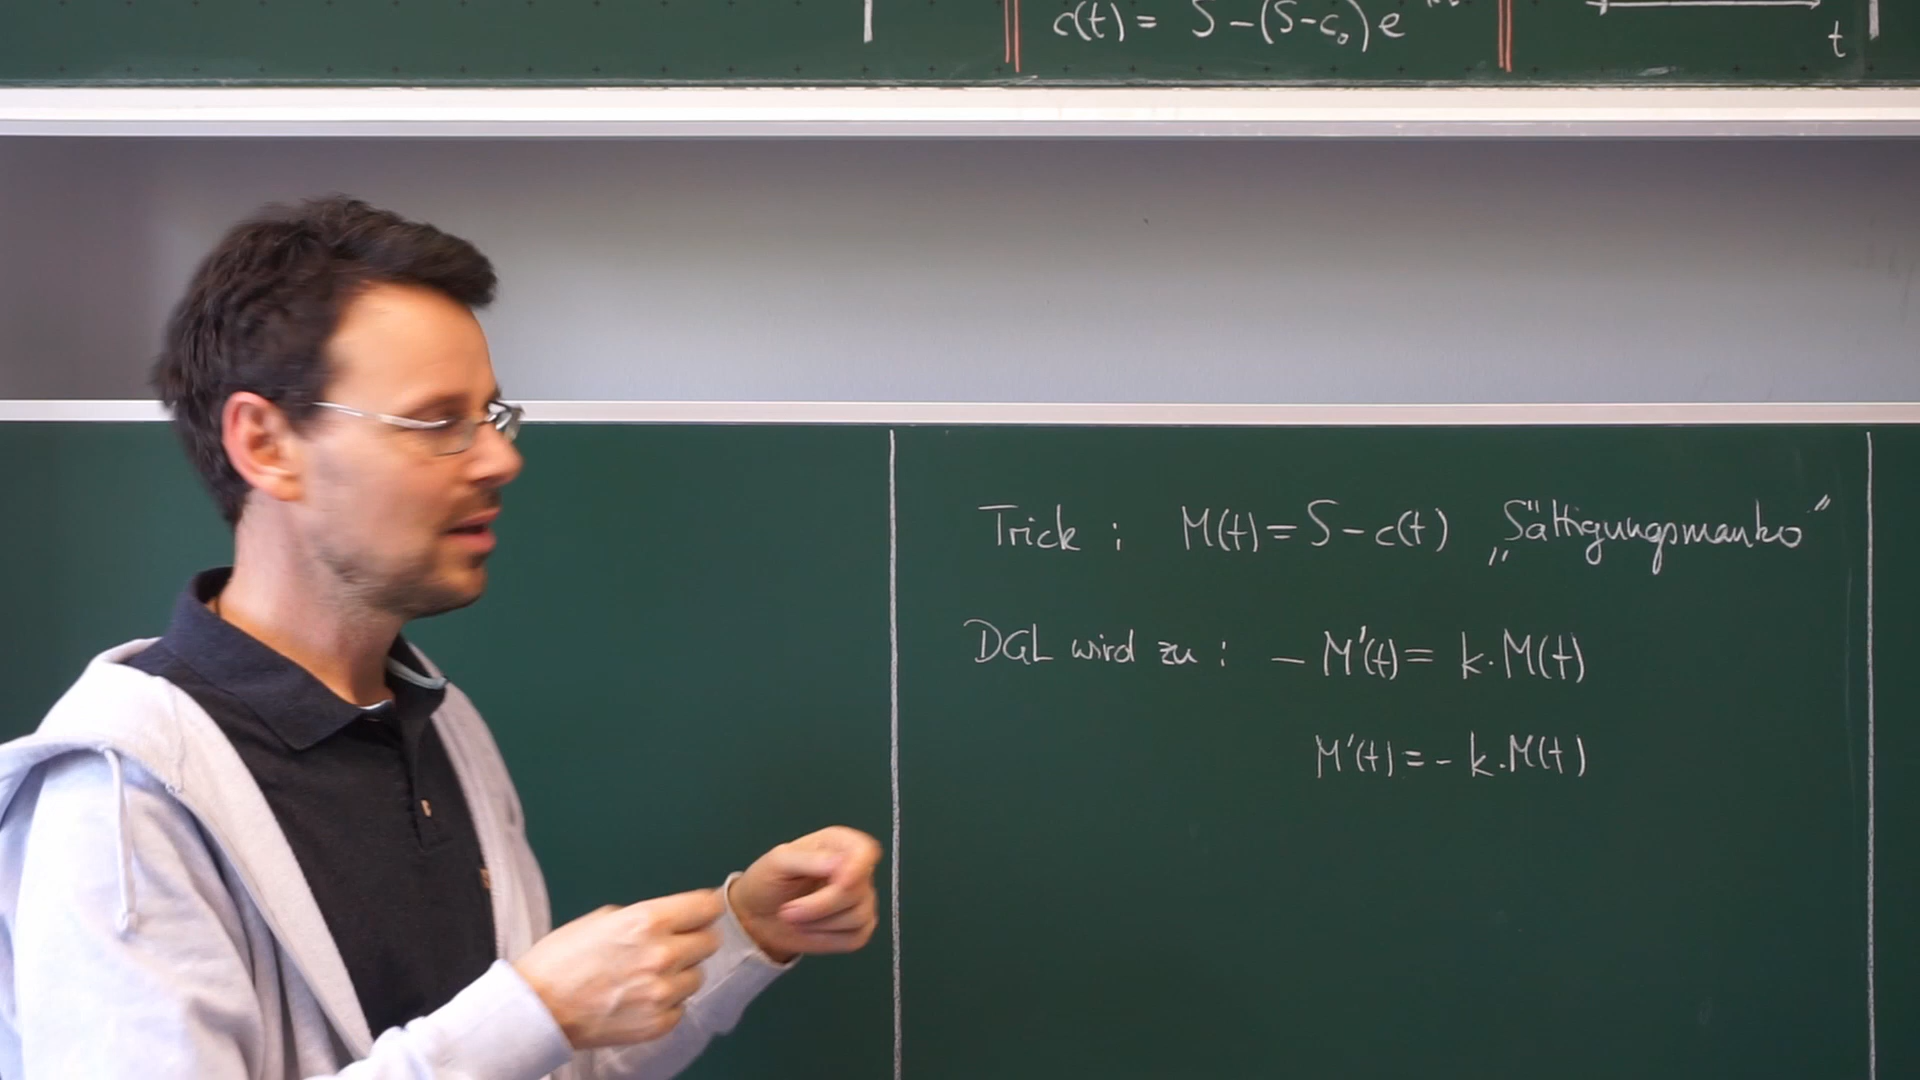 c(t) = S - (S-c₀) e
t
Trick : M(t) = S - c(t) „Sättigungsmanko"
DGL wird zu : - M'(t) = k·M(t)
M'(t) = - k·M(t)